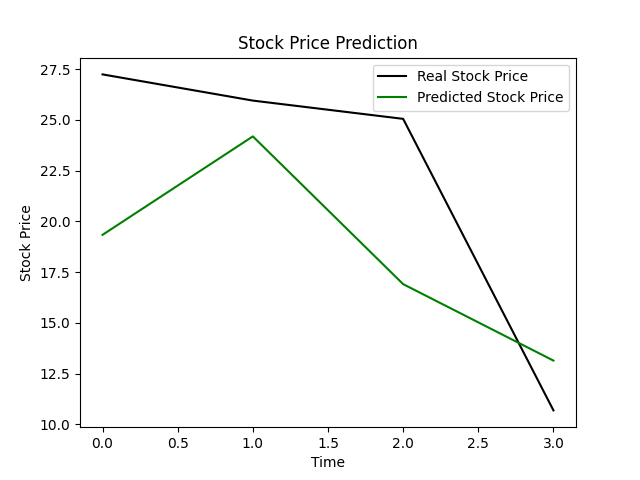 Stock Price Prediction
Real Stock Price
Predicted Stock Price
Stock Price
27.5
25.0
22.5
20.0
17.5
15.0
12.5
10.0
0.0 0.5 1.0 1.5 2.0 2.5 3.0
Time